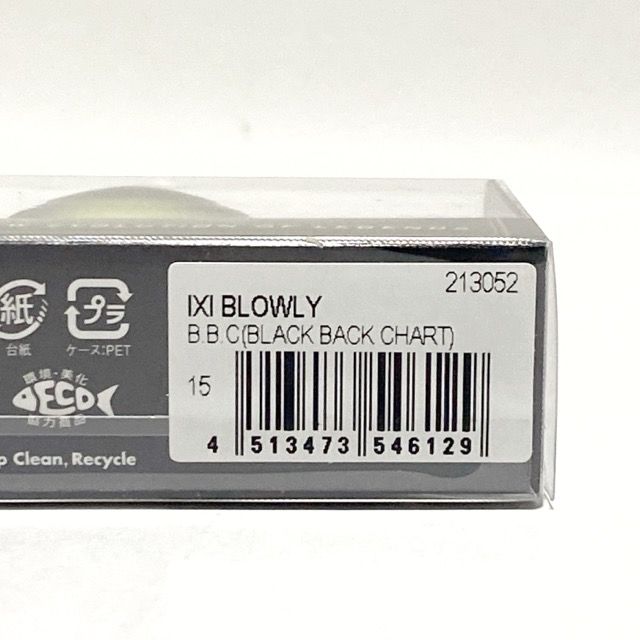 LEGENDS
213052
IXI BLOWLY
B.B.C(BLACK BACK CHART)
15
4 513473 546129
紙
台紙
プラ
ケース:PET
環境・美化
ECO
協力商品
p Clean, Recycle